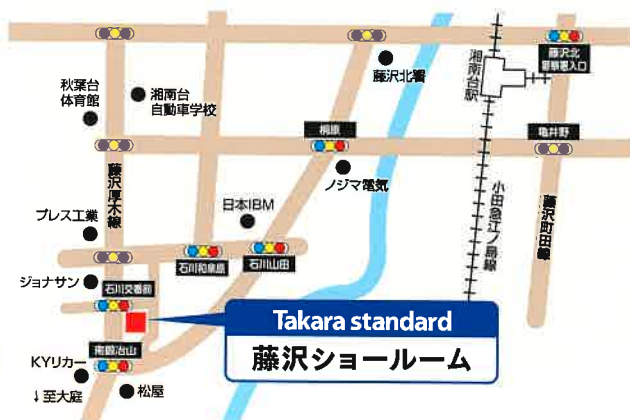 藤沢北
警察署入口
湘南台駅
藤沢北署
秋葉台
体育館
湘南台
自動車学校
桐原
亀井野
ノジマ電気
藤沢厚木線
日本IBM
小田急江ノ島線
藤沢町田線
プレス工業
石川和泉原
石川山田
ジョナサン
石川交番前
Takara standard
藤沢ショールーム
南鍛冶山
KYリカー
↓至大庭
松屋